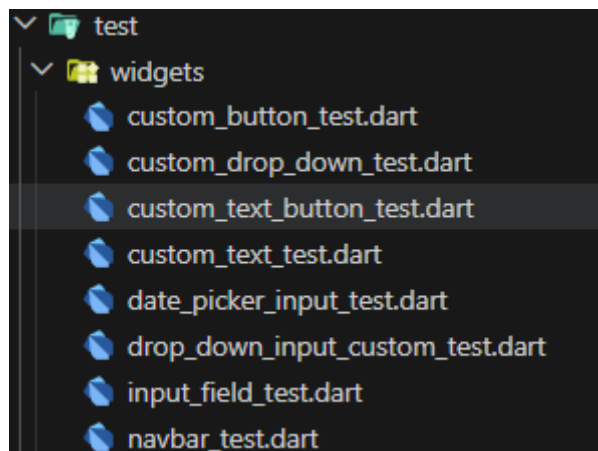 test
widgets
custom_button_test.dart
custom_drop_down_test.dart
custom_text_button_test.dart
custom_text_test.dart
date_picker_input_test.dart
drop_down_input_custom_test.dart
input_field_test.dart
navbar_test.dart